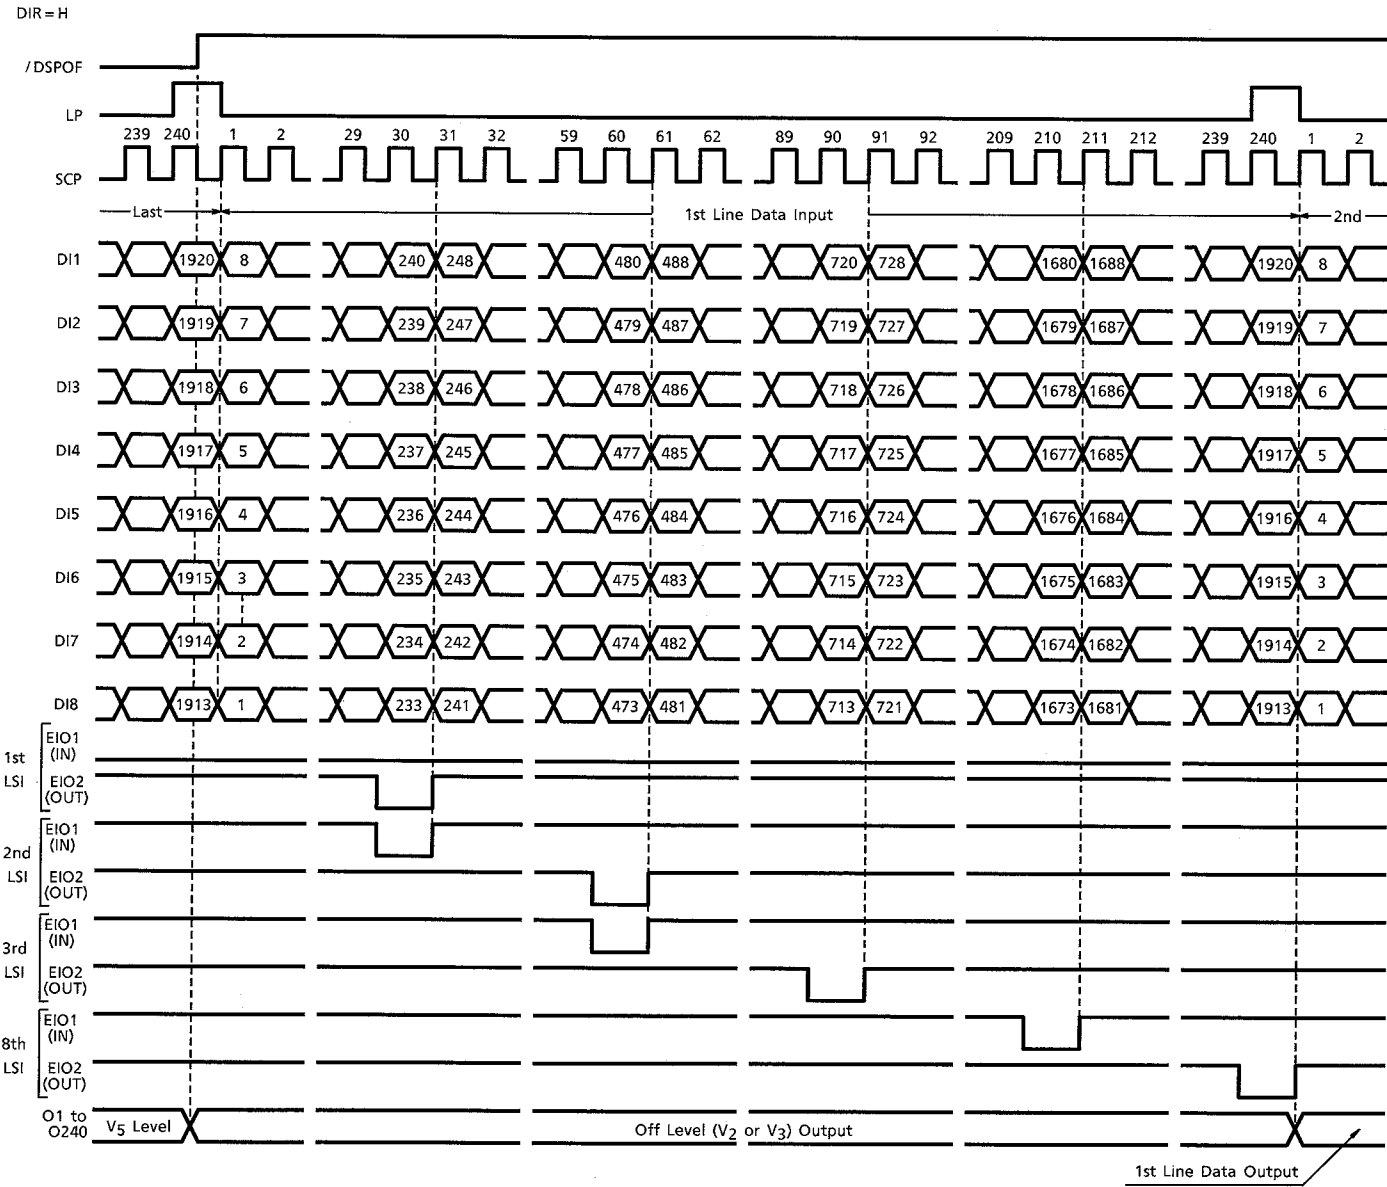 DIR = H
/DSPOF
LP
239 240 1 2 29 30 31 32 59 60 61 62 89 90 91 92 209 210 211 212 239 240 1 2
SCP
Last 1st Line Data Input 2nd
DI1 1920 8 240 248 480 488 720 728 1680 1688 1920 8
DI2 1919 7 239 247 479 487 719 727 1679 1687 1919 7
DI3 1918 6 238 246 478 486 718 726 1678 1686 1918 6
DI4 1917 5 237 245 477 485 717 725 1677 1685 1917 5
DI5 1916 4 236 244 476 484 716 724 1676 1684 1916 4
DI6 1915 3 235 243 475 483 715 723 1675 1683 1915 3
DI7 1914 2 234 242 474 482 714 722 1674 1682 1914 2
DI8 1913 1 233 241 473 481 713 721 1673 1681 1913 1
1st LSI
EIO1 (IN)
EIO2 (OUT)
2nd LSI
EIO1 (IN)
EIO2 (OUT)
3rd LSI
EIO1 (IN)
EIO2 (OUT)
8th LSI
EIO1 (IN)
EIO2 (OUT)
O1 to O240
V5 Level Off Level (V2 or V3) Output
1st Line Data Output